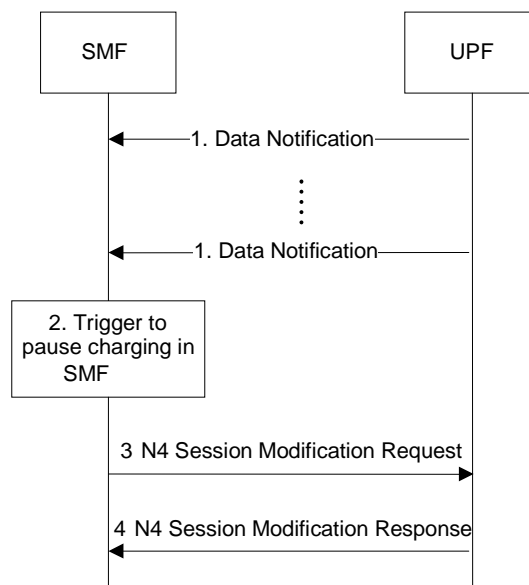 SMF
UPF
1. Data Notification
1. Data Notification
2. Trigger to
pause charging in
SMF
3 N4 Session Modification Request
4 N4 Session Modification Response